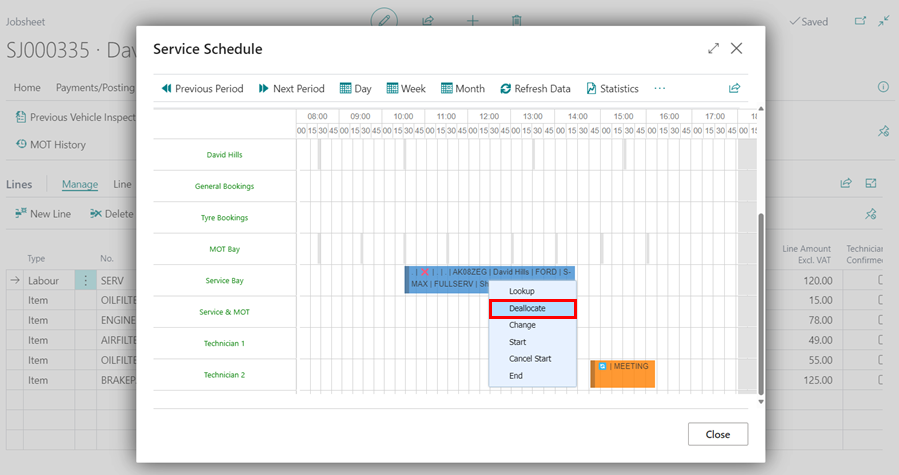 Jobsheet
Saved
SJ000335 · Da
Home Payments/Posting
Previous Vehicle Inspect
MOT History
Lines Manage Line
New Line Delete
Type No. Line Amount Excl. VAT Technician Confirmed
Labour SERV 120.00
Item OILFILTE 15.00
Item ENGINE 78.00
Item AIRFILTE 49.00
Item OILFILTE 55.00
Item BRAKEP 125.00
Service Schedule
Previous Period Next Period Day Week Month Refresh Data Statistics ...
08:00 09:00 10:00 11:00 12:00 13:00 14:00 15:00 16:00 17:00 18
00 15 30 45 00 15 30 45 00 15 30 45 00 15 30 45 00 15 30 45 00 15 30 45 00 15 30 45 00 15 30 45 00 15 30 45 00 15 30 45 00 15
David Hills
General Bookings
Tyre Bookings
MOT Bay
Service Bay
. | ❌ | | | AK08ZEG | David Hills | FORD | S-
MAX | FULLSERV | Sh
Service & MOT
Technician 1
Technician 2
Lookup
Deallocate
Change
Start
Cancel Start
End
| MEETING
Close